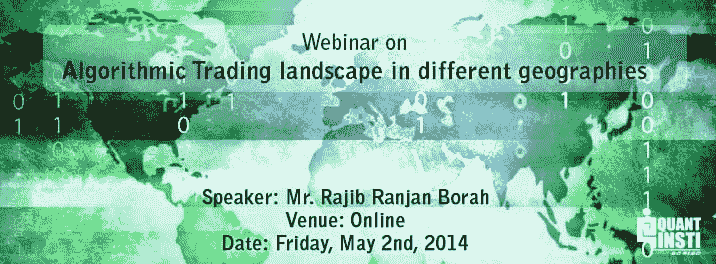 Webinar on
Algorithmic Trading landscape in different geographies
Speaker: Mr. Rajib Ranjan Borah
Venue: Online
Date: Friday, May 2nd, 2014
QUANT
INSTI